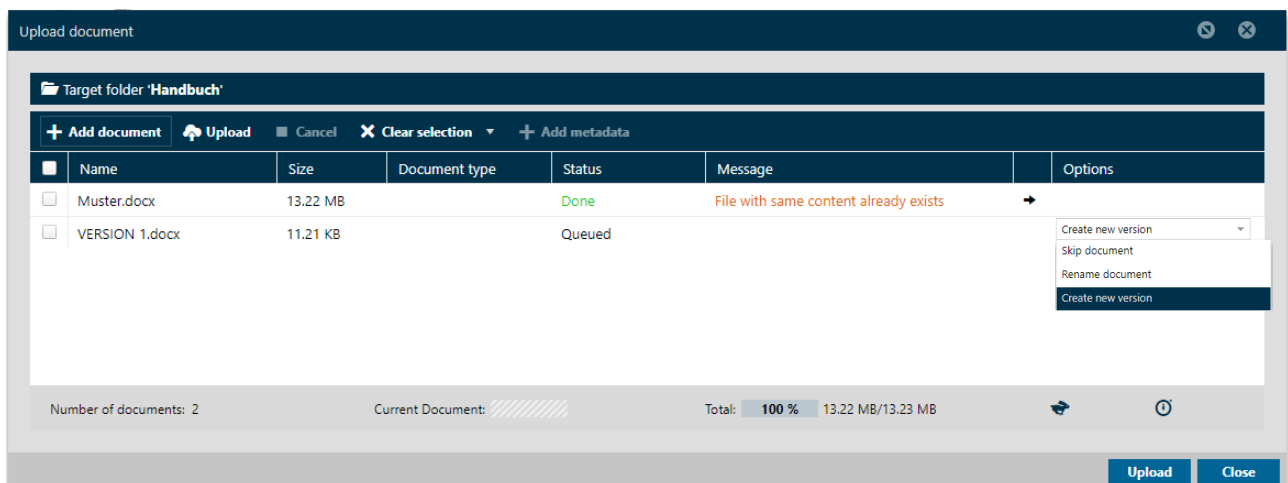 Upload document
Target folder 'Handbuch'
Add document Upload Cancel Clear selection Add metadata
Name Size Document type Status Message Options
Muster.docx 13.22 MB Done File with same content already exists
VERSION 1.docx 11.21 KB Queued Create new version
Skip document
Rename document
Create new version
Number of documents: 2 Current Document: Total: 100 % 13.22 MB/13.23 MB
Upload Close